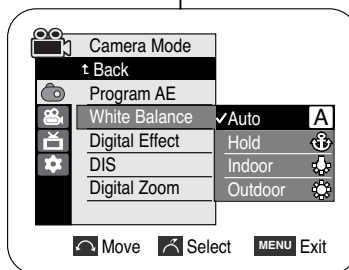 Camera Mode
Back
Program AE
White Balance
Auto A
Digital Effect
Hold
DIS
Indoor
Digital Zoom
Outdoor
Move Select MENU Exit